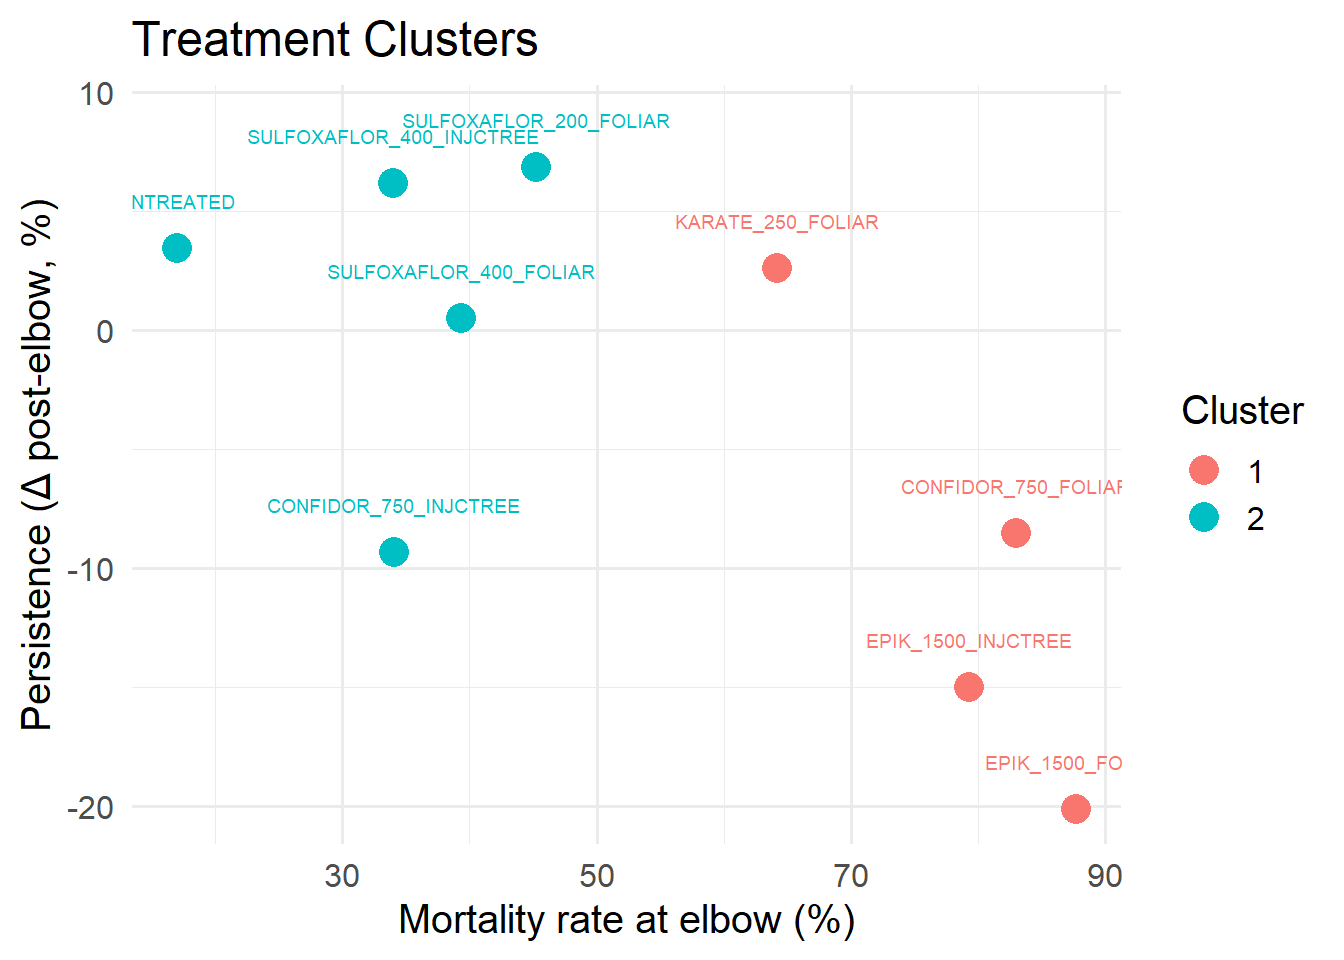 Treatment Clusters
10
0
-10
-20
Persistence (Δ post-elbow, %)
SULFOXAFLOR_200_FOLIAR
SULFOXAFLOR_400_INJCTREE
NTREATED
KARATE_250_FOLIAR
SULFOXAFLOR_400_FOLIAR
CONFIDOR_750_FOLIAR
CONFIDOR_750_INJCTREE
EPIK_1500_INJCTREE
EPIK_1500_FO
30 50 70 90
Mortality rate at elbow (%)
Cluster
1
2